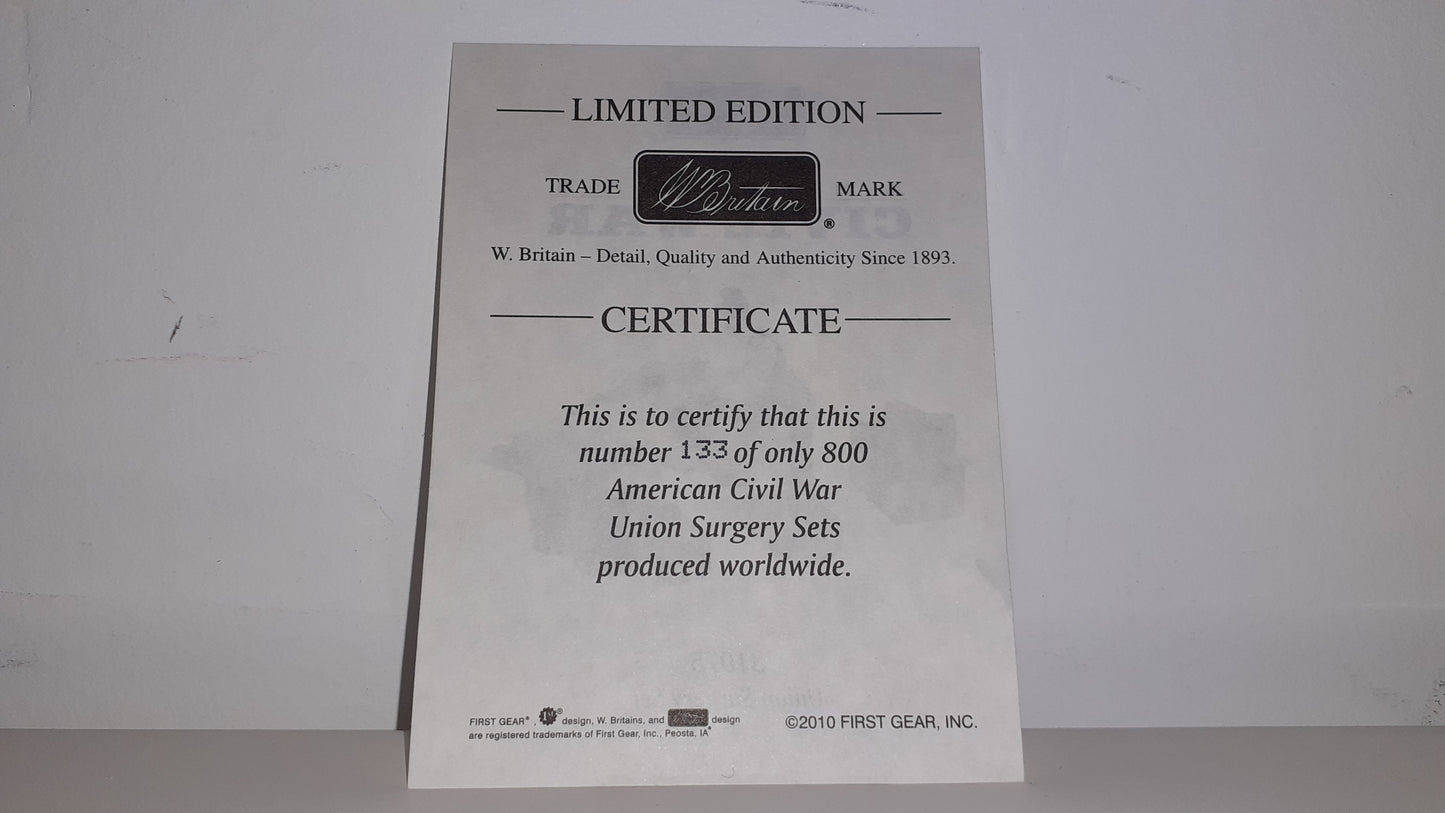 LIMITED EDITION
TRADE W Britain ® MARK
W. Britain – Detail, Quality and Authenticity Since 1893.
CERTIFICATE
This is to certify that this is
number 133 of only 800
American Civil War
Union Surgery Sets
produced worldwide.
FIRST GEAR®, ® design, W. Britains, and design
are registered trademarks of First Gear, Inc., Peosta, IA
©2010 FIRST GEAR, INC.